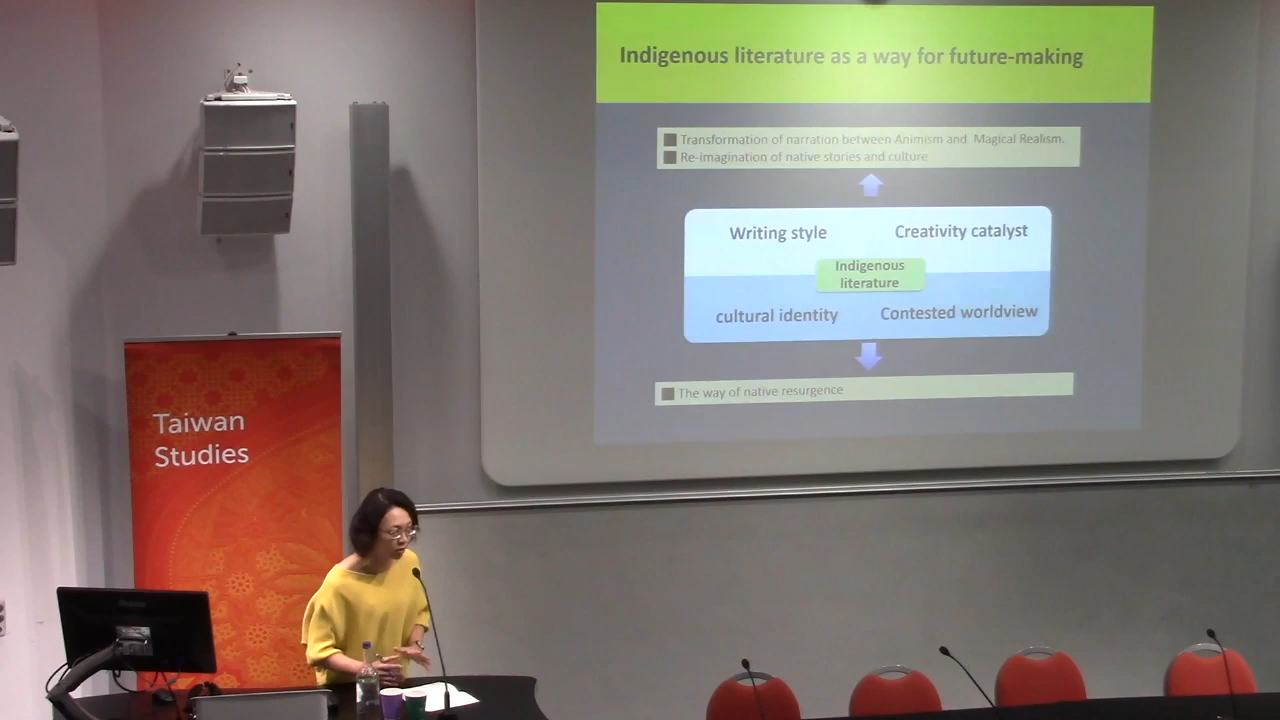 Indigenous literature as a way for future-making
Transformation of narration between Animism and Magical Realism.
Re-imagination of native stories and culture
Writing style
Creativity catalyst
Indigenous
literature
cultural identity
Contested worldview
The way of native resurgence
Taiwan
Studies